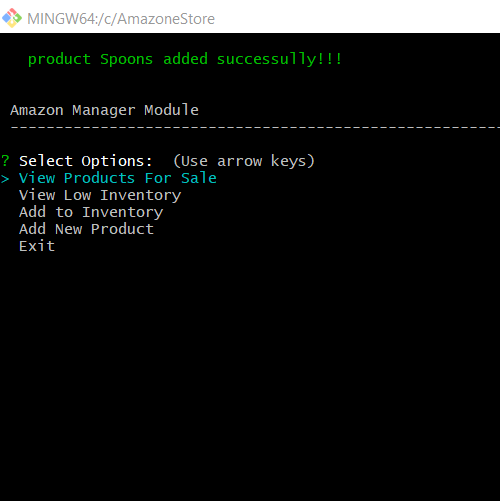 MINGW64:/c/AmazoneStore
product Spoons added successully!!!
Amazon Manager Module
-------------------------------------------------------
? Select Options:  (Use arrow keys)
> View Products For Sale
View Low Inventory
Add to Inventory
Add New Product
Exit